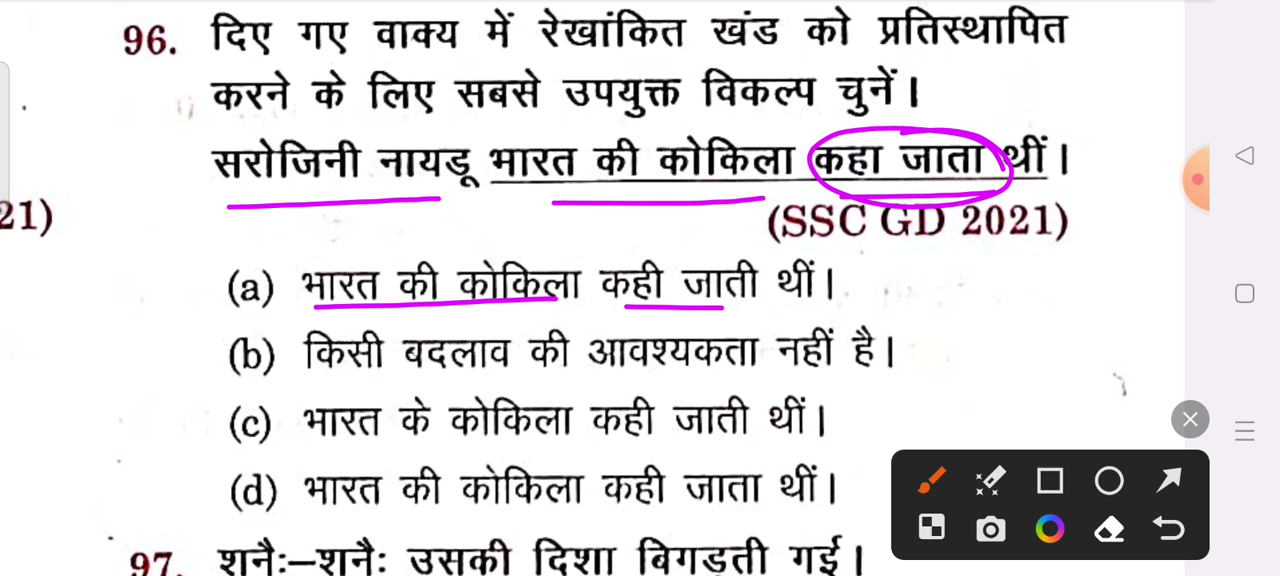 96. दिए गए वाक्य में रेखांकित खंड को प्रतिस्थापित
करने के लिए सबसे उपयुक्त विकल्प चुनें।
सरोजिनी नायडू भारत की कोकिला कहा जाता थीं।
21)
(SSC GD 2021)
(a) भारत की कोकिला कही जाती थीं।
(b) किसी बदलाव की आवश्यकता नहीं है।
(c) भारत के कोकिला कही जाती थीं।
(d) भारत की कोकिला कही जाता थीं।
97. शनैः–शनैः उसकी दिशा बिगड़ती गई।